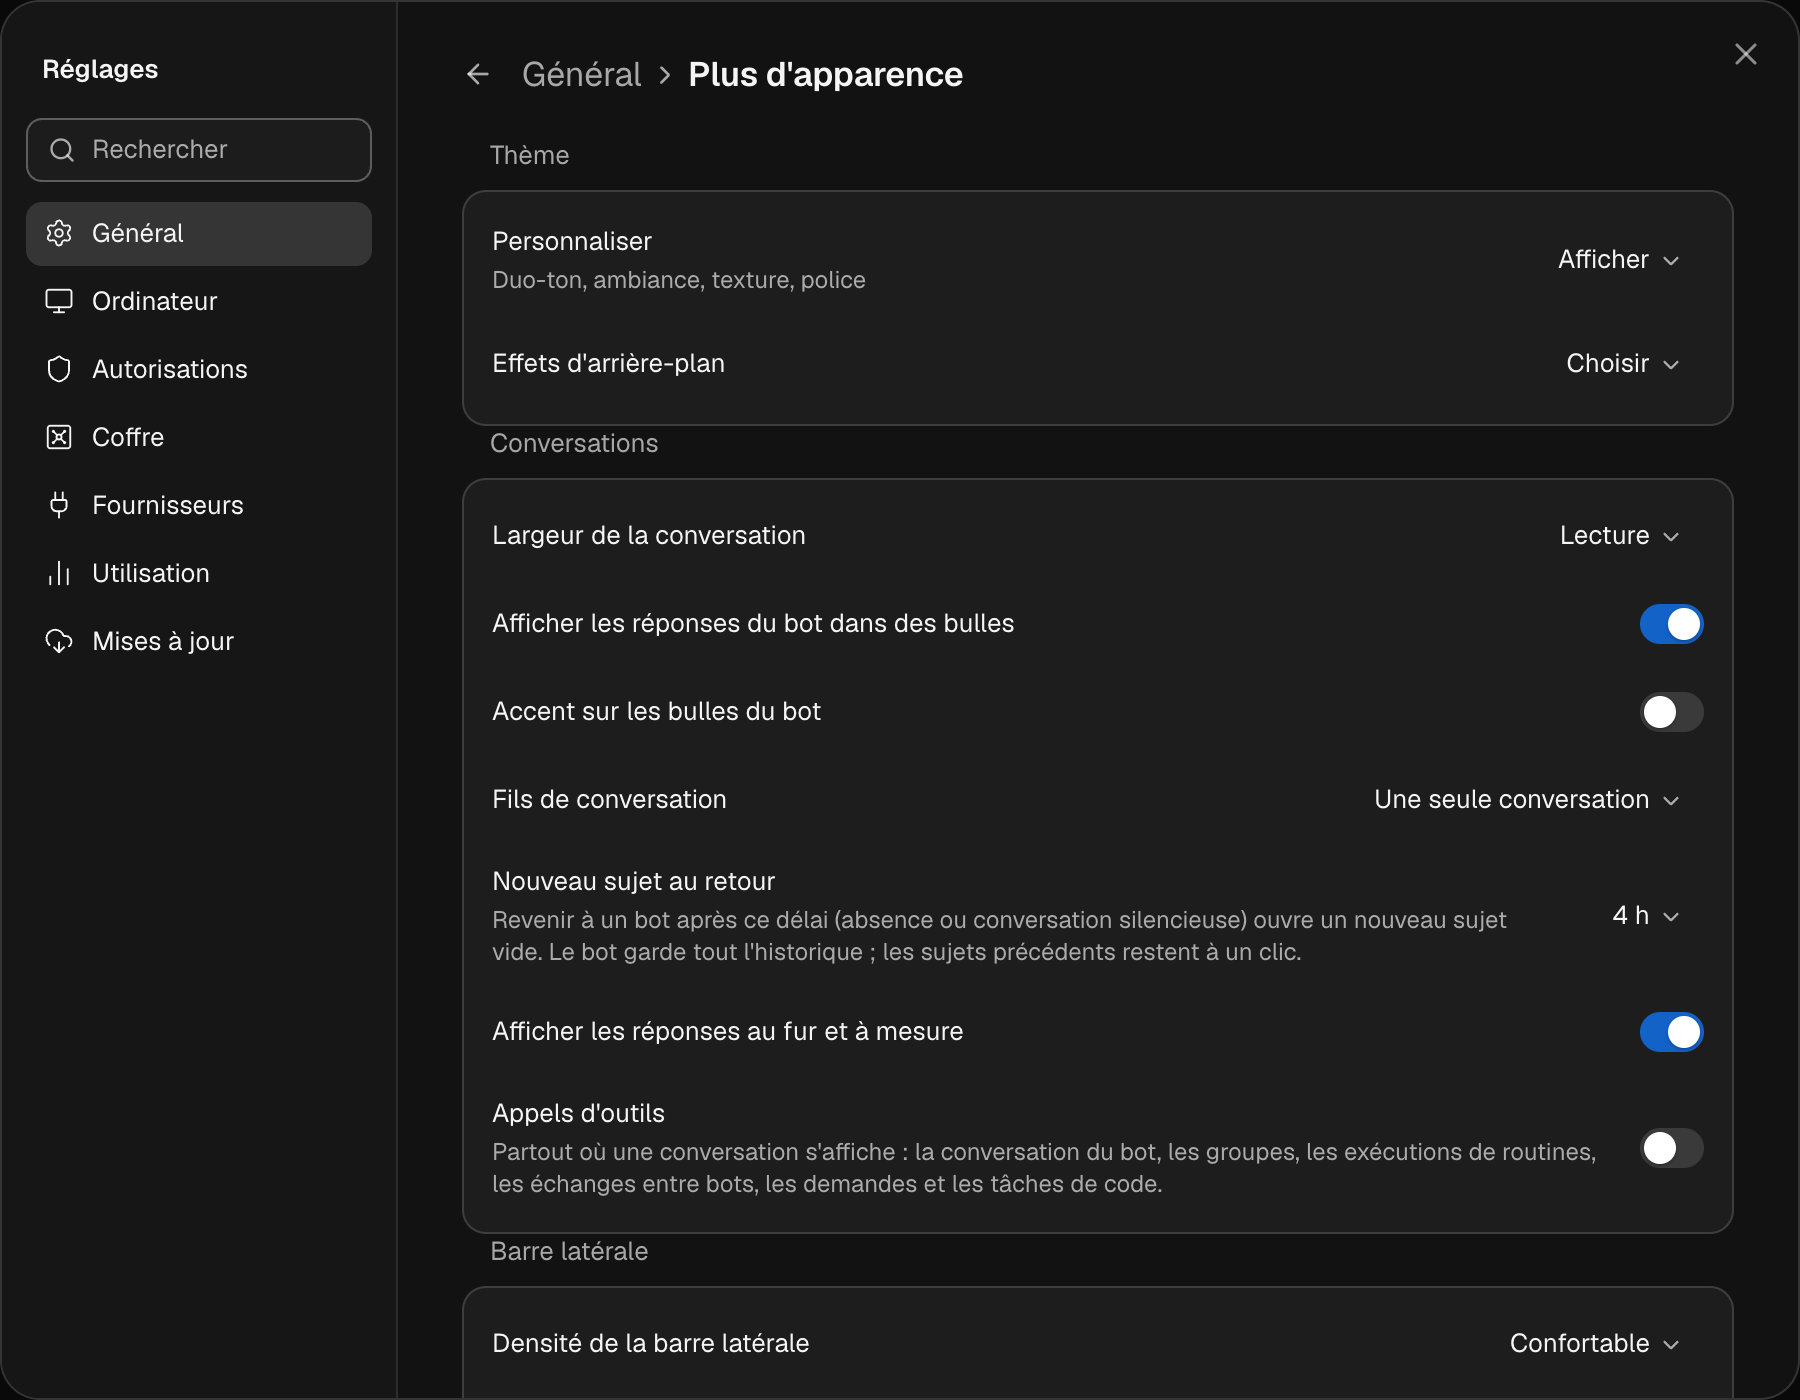 Réglages
Rechercher
Général
Ordinateur
Autorisations
Coffre
Fournisseurs
Utilisation
Mises à jour
Général > Plus d'apparence
Thème
Personnaliser
Duo-ton, ambiance, texture, police
Afficher
Effets d'arrière-plan
Choisir
Conversations
Largeur de la conversation
Lecture
Afficher les réponses du bot dans des bulles
Accent sur les bulles du bot
Fils de conversation
Une seule conversation
Nouveau sujet au retour
Revenir à un bot après ce délai (absence ou conversation silencieuse) ouvre un nouveau sujet
vide. Le bot garde tout l'historique ; les sujets précédents restent à un clic.
4 h
Afficher les réponses au fur et à mesure
Appels d'outils
Partout où une conversation s'affiche : la conversation du bot, les groupes, les exécutions de routines,
les échanges entre bots, les demandes et les tâches de code.
Barre latérale
Densité de la barre latérale
Confortable